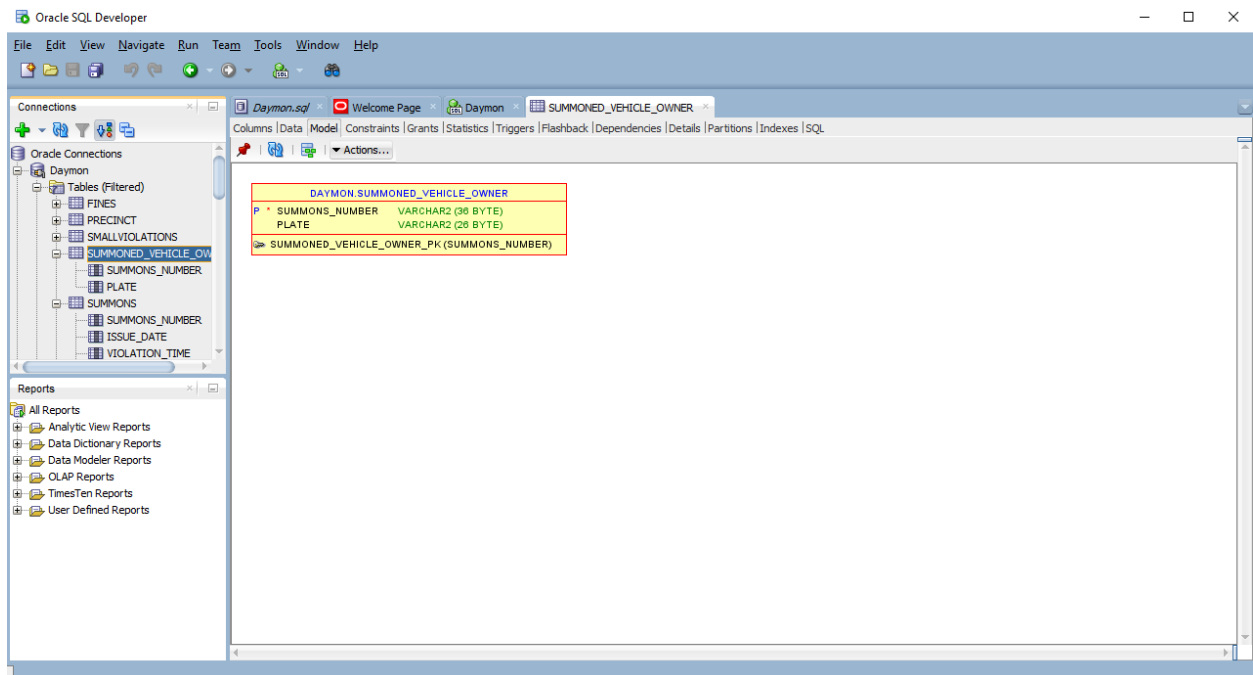 Oracle SQL Developer
File Edit View Navigate Run Team Tools Window Help
Connections
Oracle Connections
Daymon
Tables (Filtered)
FINES
PRECINCT
SMALLVIOLATIONS
SUMMONED_VEHICLE_OW
SUMMONS_NUMBER
PLATE
SUMMONS
SUMMONS_NUMBER
ISSUE_DATE
VIOLATION_TIME
Reports
All Reports
Analytic View Reports
Data Dictionary Reports
Data Modeler Reports
OLAP Reports
TimesTen Reports
User Defined Reports
Daymon.sql Welcome Page Daymon SUMMONED_VEHICLE_OWNER
Columns |Data |Model |Constraints |Grants |Statistics |Triggers |Flashback |Dependencies |Details |Partitions |Indexes |SQL
Actions...
DAYMON.SUMMONED_VEHICLE_OWNER
P * SUMMONS_NUMBER VARCHAR2 (36 BYTE)
PLATE VARCHAR2 (26 BYTE)
SUMMONED_VEHICLE_OWNER_PK (SUMMONS_NUMBER)